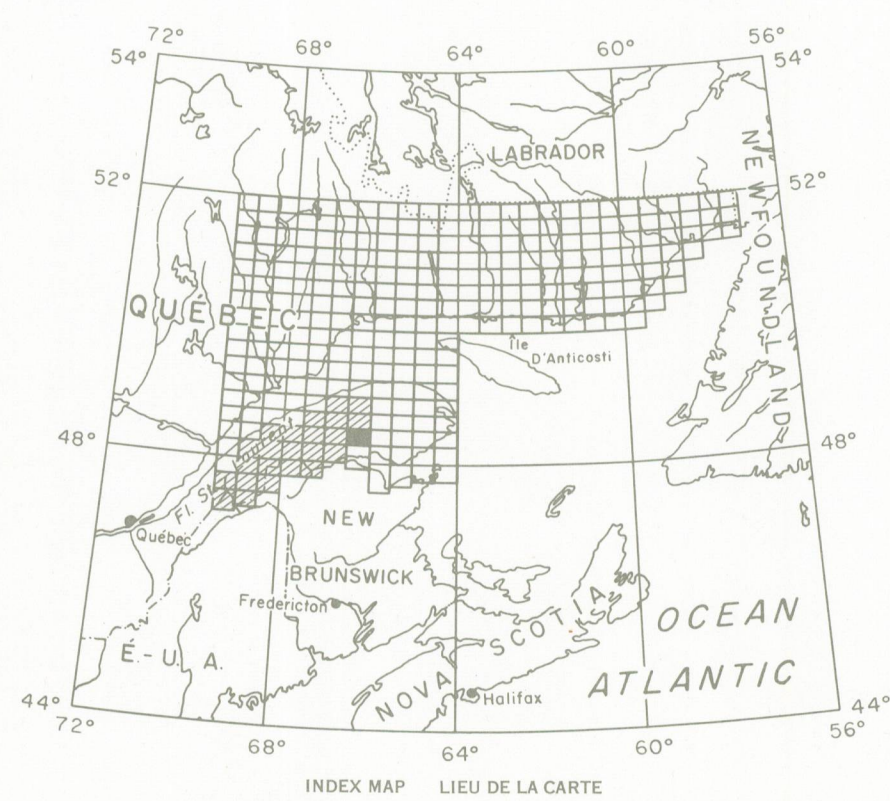 72° 68° 64° 60° 56°
54° 54°
LABRADOR
52° 52°
NEWFOUNDLAND
QUÉBEC
Île
D'Anticosti
48° 48°
Fl. St Laurent
Québec
NEW
BRUNSWICK
Fredericton
É.-U. A.
NOVA SCOTIA
Halifax
OCEAN
ATLANTIC
44° 44°
72° 68° 64° 60° 56°
INDEX MAP LIEU DE LA CARTE